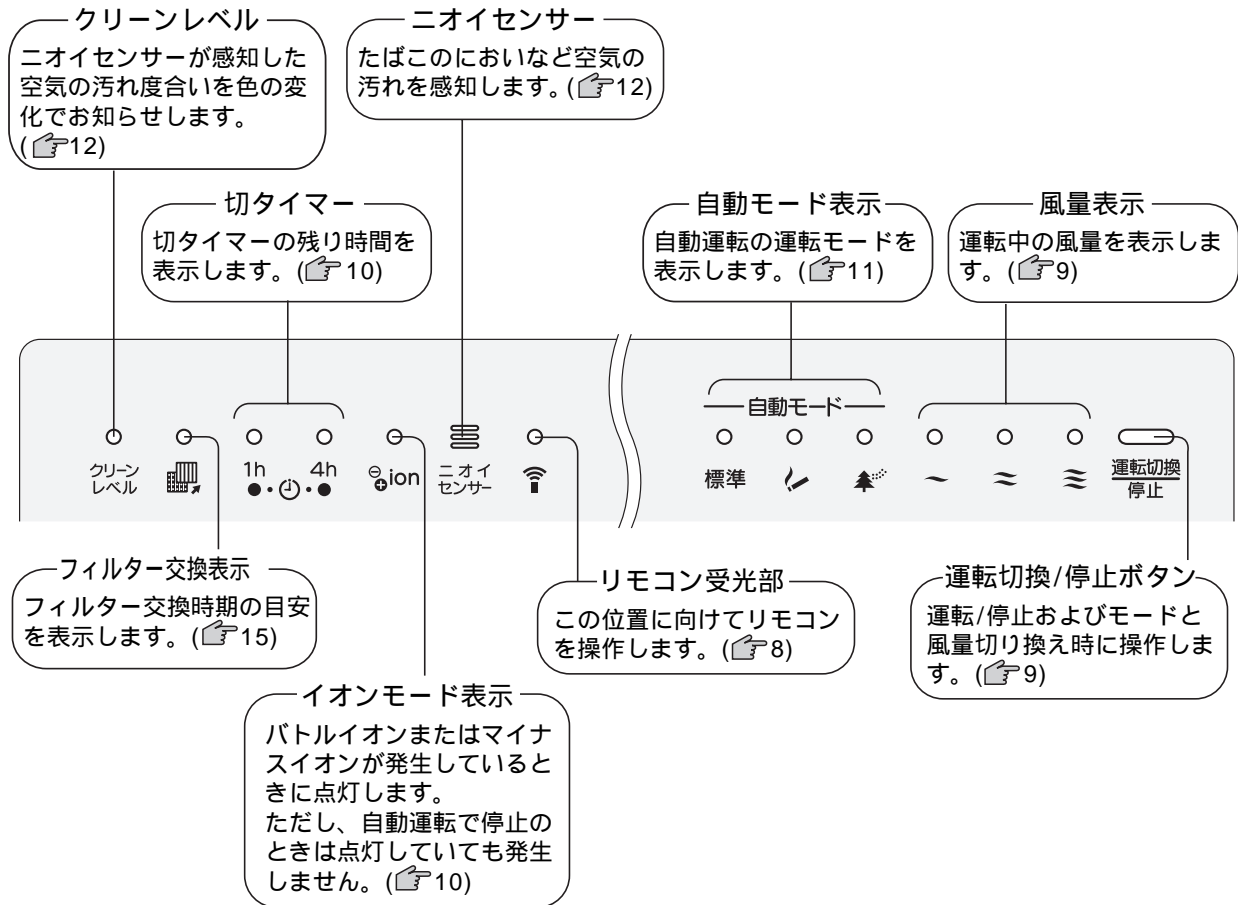 クリーンレベル
ニオイセンサーが感知した
空気の汚れ度合いを色の変
化でお知らせします。
(12)
ニオイセンサー
たばこのにおいなど空気の
汚れを感知します。(12)
切タイマー
切タイマーの残り時間を
表示します。(10)
自動モード表示
自動運転の運転モードを
表示します。(11)
風量表示
運転中の風量を表示しま
す。(9)
自動モード
クリーン
レベル
1h 4h
ion
ニオイ
センサー
標準
運転切換
停止
フィルター交換表示
フィルター交換時期の目安
を表示します。(15)
イオンモード表示
バトルイオンまたはマイナ
スイオンが発生していると
きに点灯します。
ただし、自動運転で停止の
ときは点灯していても発生
しません。(10)
リモコン受光部
この位置に向けてリモコン
を操作します。(8)
運転切換/停止ボタン
運転/停止およびモードと
風量切り換え時に操作しま
す。(9)